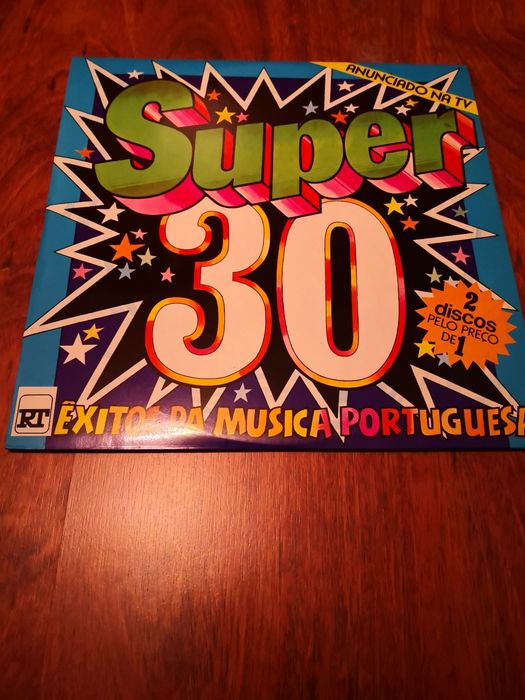 ANUNCIADO NA TV
Super
30
2
discos
PELO PREÇO
DE 1
RT
ÊXITOS DA MUSICA PORTUGUESA